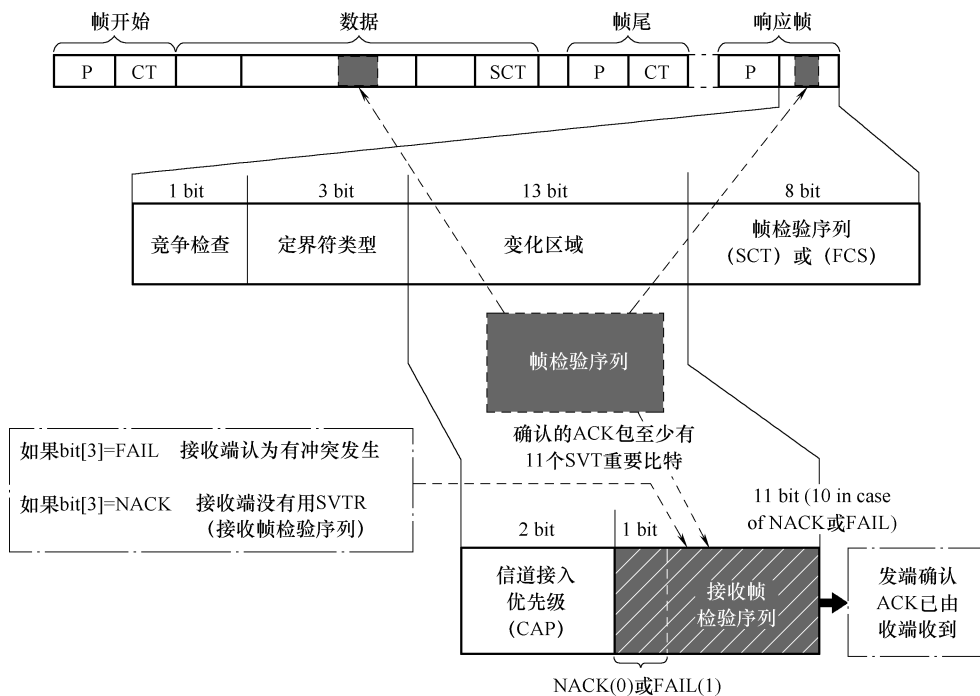 帧开始 数据 帧尾 响应帧
P CT SCT P CT P
1 bit 3 bit 13 bit 8 bit
竞争检查 定界符类型 变化区域 帧检验序列
（SCT）或（FCS）
帧检验序列
确认的ACK包至少有
11个SVT重要比特
如果bit[3]=FAIL 接收端认为有冲突发生
如果bit[3]=NACK 接收端没有用SVTR
（接收帧检验序列）
11 bit (10 in case
of NACK或FAIL)
2 bit 1 bit
信道接入
优先级
（CAP）
接收帧
检验序列
发端确认
ACK已由
收端收到
NACK(0)或FAIL(1)